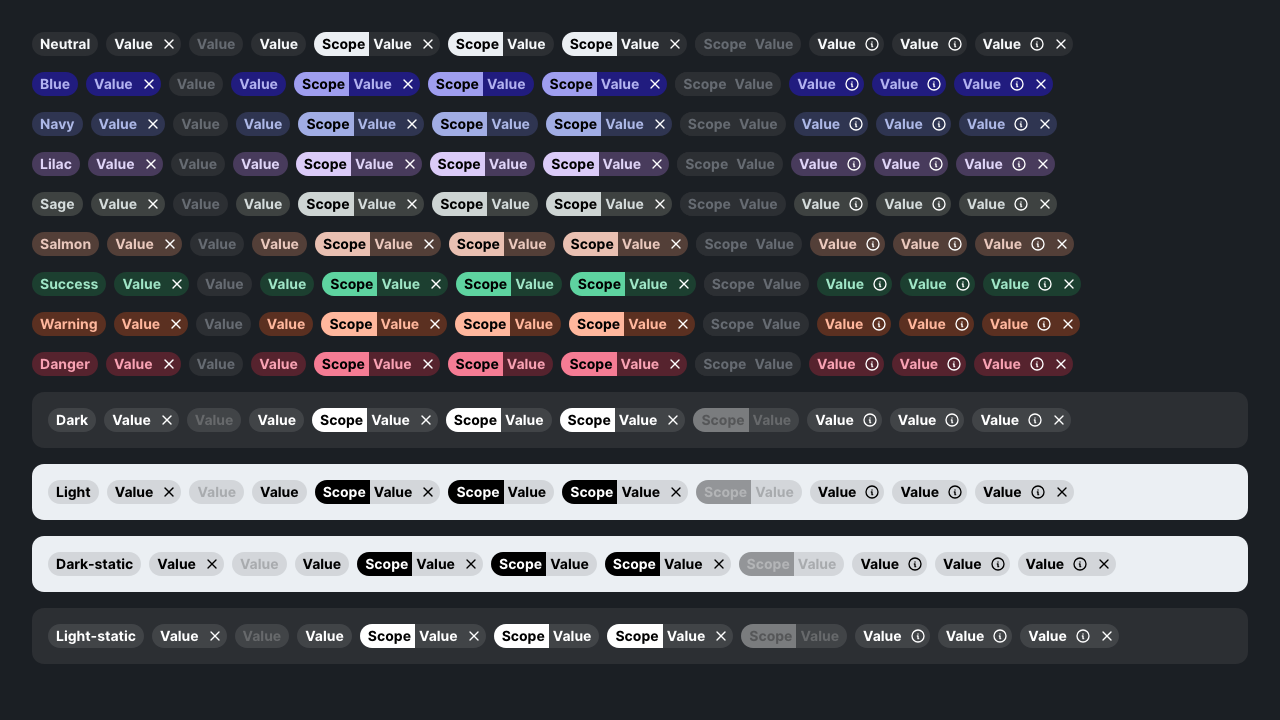 Neutral Value Value Value Scope Value Scope Value Scope Value Scope Value Value Value Value
Blue Value Value Value Scope Value Scope Value Scope Value Scope Value Value Value Value
Navy Value Value Value Scope Value Scope Value Scope Value Scope Value Value Value Value
Lilac Value Value Value Scope Value Scope Value Scope Value Scope Value Value Value Value
Sage Value Value Value Scope Value Scope Value Scope Value Scope Value Value Value Value
Salmon Value Value Value Scope Value Scope Value Scope Value Scope Value Value Value Value
Success Value Value Value Scope Value Scope Value Scope Value Scope Value Value Value Value
Warning Value Value Value Scope Value Scope Value Scope Value Scope Value Value Value Value
Danger Value Value Value Scope Value Scope Value Scope Value Scope Value Value Value Value
Dark Value Value Value Scope Value Scope Value Scope Value Scope Value Value Value Value
Light Value Value Value Scope Value Scope Value Scope Value Scope Value Value Value Value
Dark-static Value Value Value Scope Value Scope Value Scope Value Scope Value Value Value Value
Light-static Value Value Value Scope Value Scope Value Scope Value Scope Value Value Value Value